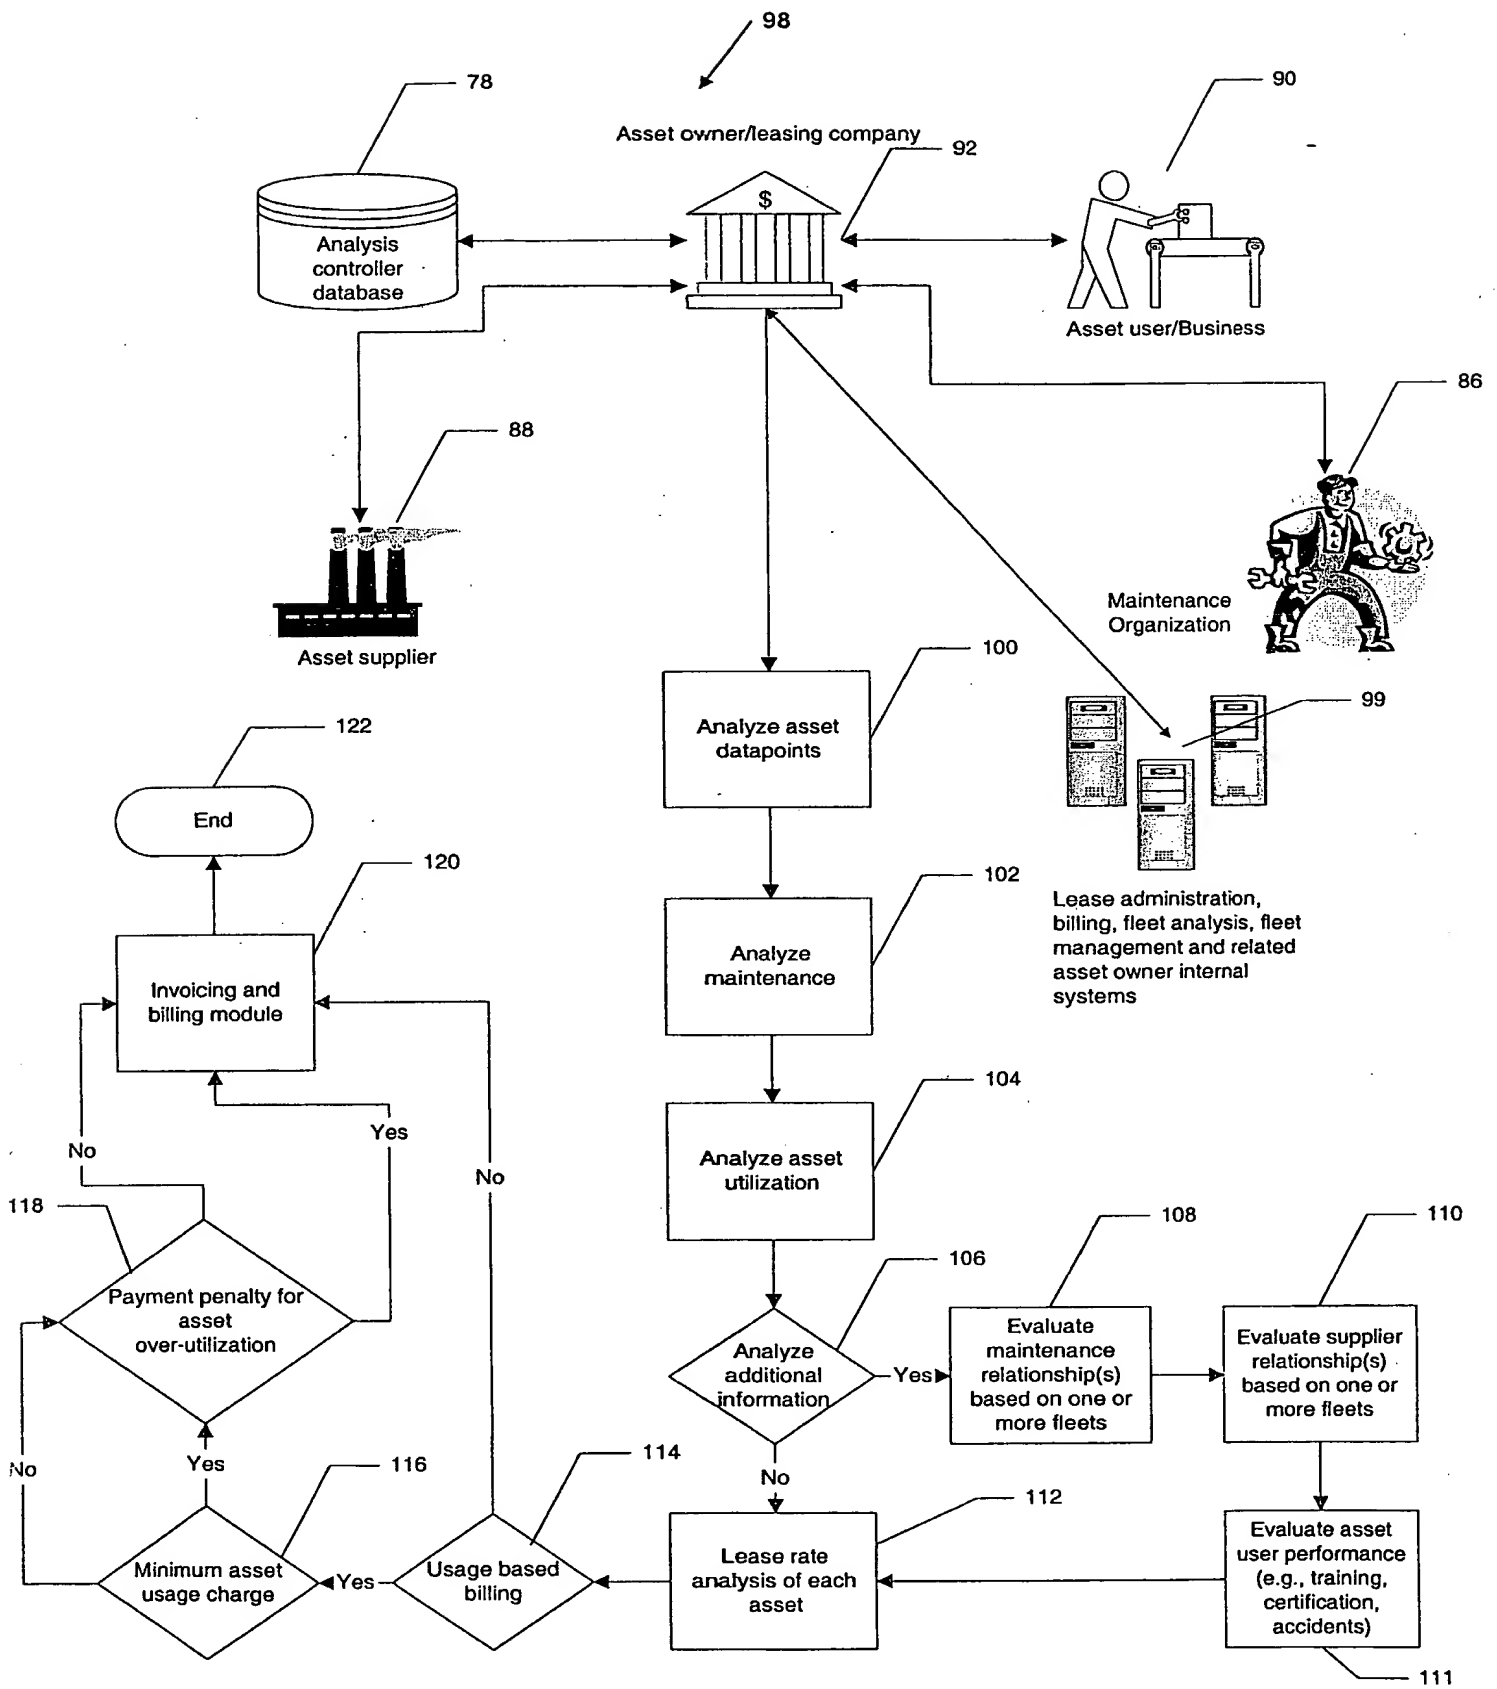 98
78
90
Asset owner/leasing company
92
$
Analysis
controller
database
Asset user/Business
86
88
Maintenance
Organization
Asset supplier
100
99
122
Analyze asset
datapoints
End
120
102
Lease administration,
billing, fleet analysis, fleet
management and related
asset owner internal
systems
Analyze
maintenance
Invoicing and
billing module
104
Yes
No
No
Analyze asset
utilization
118
108
110
106
Payment penalty for
asset
over-utilization
Evaluate
maintenance
relationship(s)
based on one or
more fleets
Evaluate supplier
relationship(s)
based on one or
more fleets
Analyze
additional
information
Yes
114
116
Yes
No
No
112
Minimum asset
usage charge
Yes
Usage based
billing
Lease rate
analysis of each
asset
Evaluate asset
user performance
(e.g., training,
certification,
accidents)
111